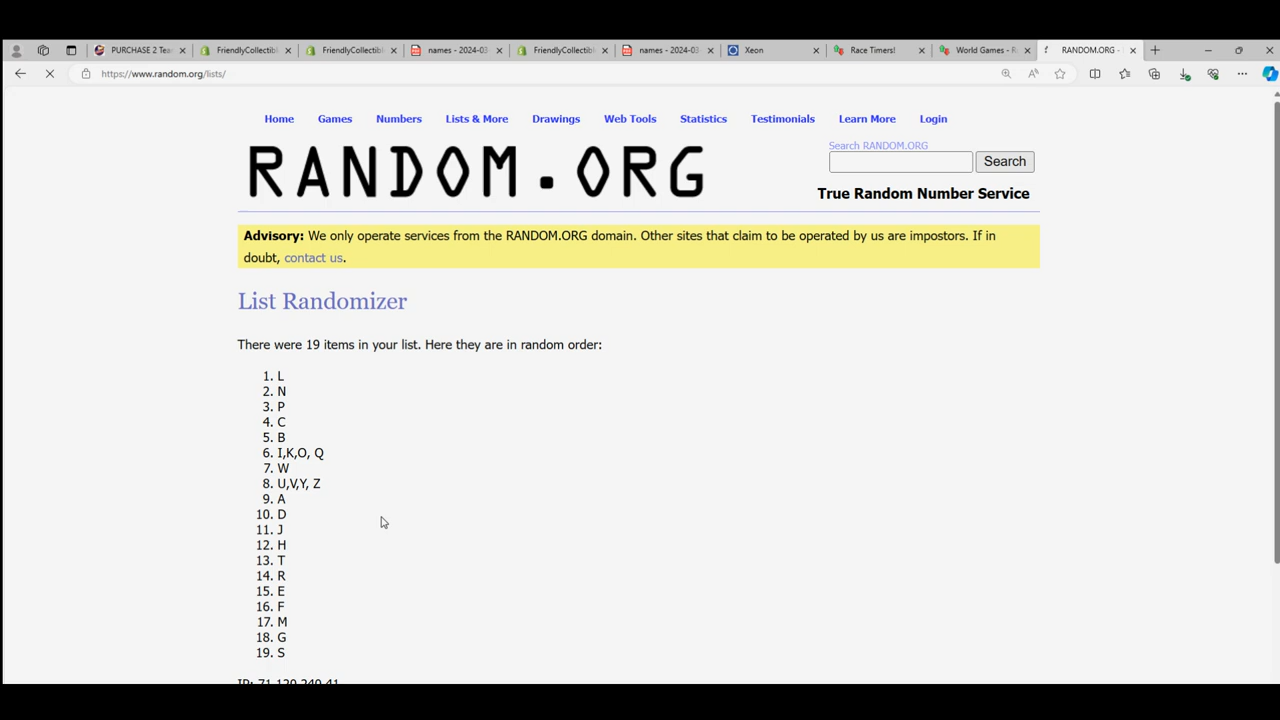 PURCHASE 2 Tea
FriendlyCollectibl
FriendlyCollectibl
names - 2024-03
FriendlyCollectibl
names - 2024-03
Xeon
Race Timers!
World Games - R
RANDOM.ORG -
https://www.random.org/lists/
Home Games Numbers Lists & More Drawings Web Tools Statistics Testimonials Learn More Login
RANDOM.ORG
Search RANDOM.ORG
Search
True Random Number Service
Advisory: We only operate services from the RANDOM.ORG domain. Other sites that claim to be operated by us are impostors. If in
doubt, contact us.
List Randomizer
There were 19 items in your list. Here they are in random order:
1. L
2. N
3. P
4. C
5. B
6. I,K,O, Q
7. W
8. U,V,Y, Z
9. A
10. D
11. J
12. H
13. T
14. R
15. E
16. F
17. M
18. G
19. S